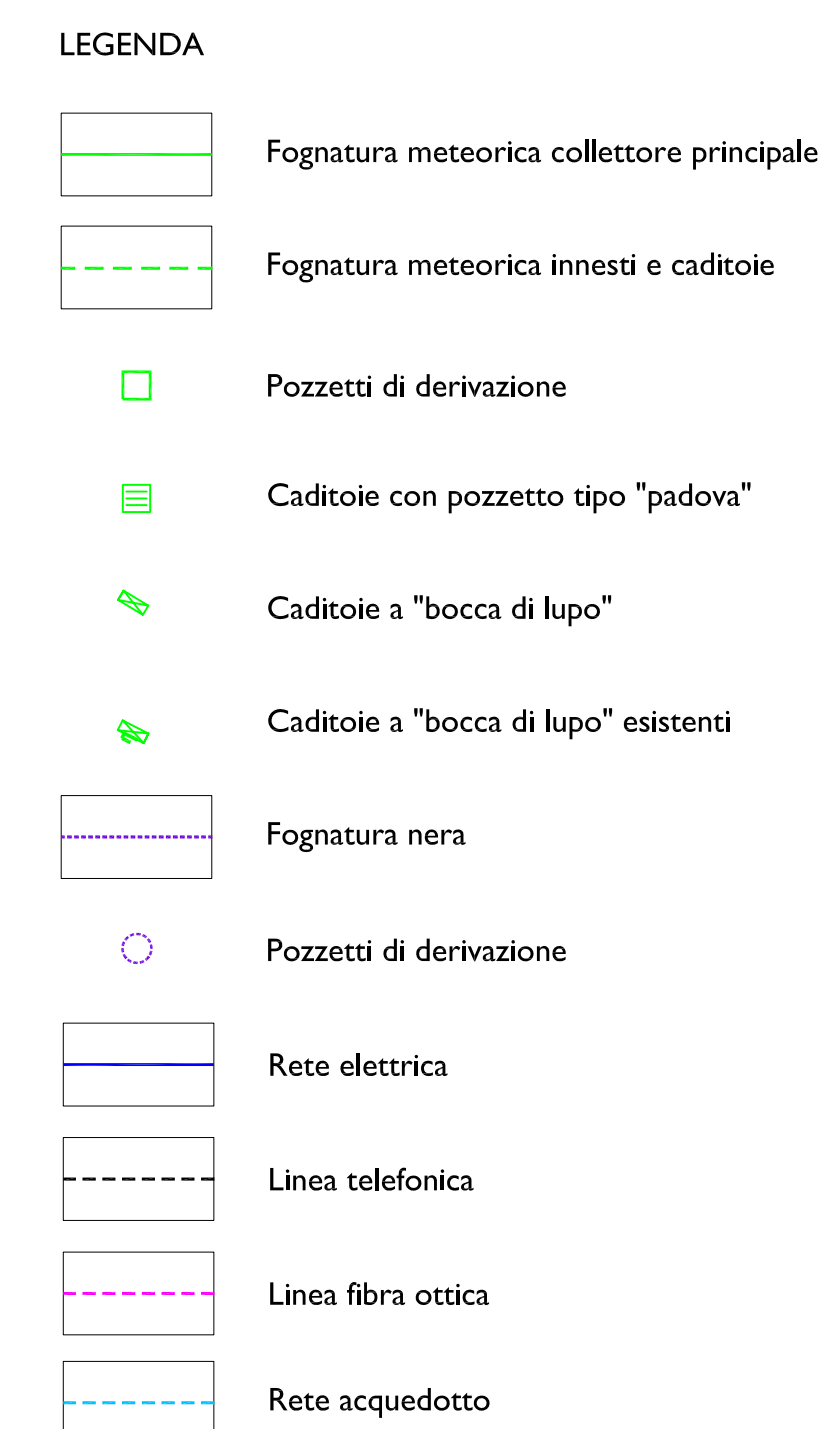 LEGENDA
Fognatura meteorica collettore principale
Fognatura meteorica innesti e caditoie
Pozzetti di derivazione
Caditoie con pozzetto tipo "padova"
Caditoie a "bocca di lupo"
Caditoie a "bocca di lupo" esistenti
Fognatura nera
Pozzetti di derivazione
Rete elettrica
Linea telefonica
Linea fibra ottica
Rete acquedotto